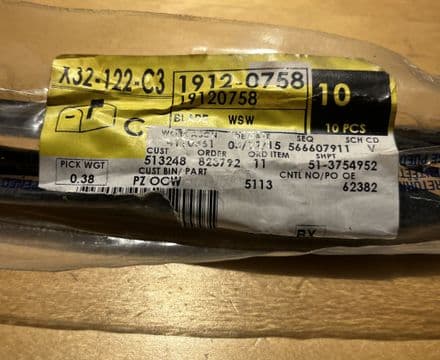 X32-122-C3
1912-0758
19120758
BLADE WSW
C
10
10 PCS
SEQ SCH CD
566607911 V
CUST ORDER ORD ITEM SHPT
513248 823792 11 51-3754952
PICK WGT
0.38
CUST BIN/PART CNTL NO/PO OE
PZ OCW 5113 62382